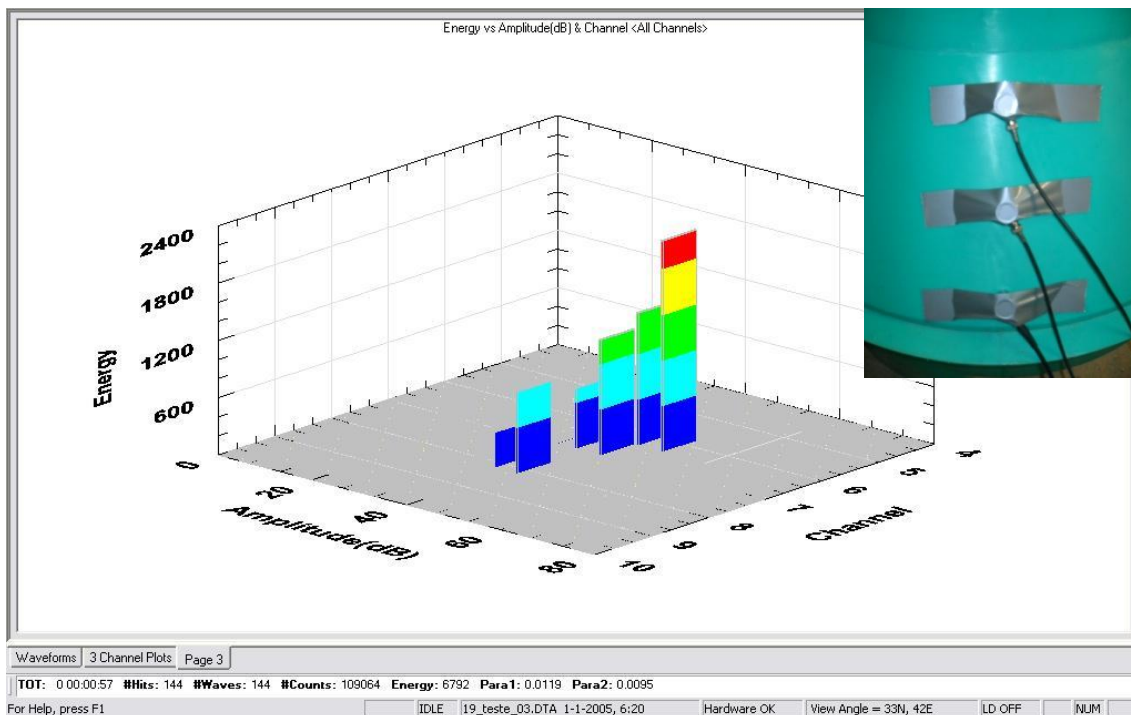 Energy vs Amplitude(dB) & Channel <All Channels>
2400
1800
1200
600
0
Energy
20
40
60
80
Amplitude(dB)
10
9
8
7
6
5
4
Channel
Waveforms 3 Channel Plots Page 3
TOT: 0 00:00:57 #Hits: 144 #Waves: 144 #Counts: 109064 Energy: 6792 Para1: 0.0119 Para2: 0.0095
For Help, press F1 IDLE 19_teste_03.DTA 1-1-2005, 6:20 Hardware OK View Angle = 33N, 42E LD OFF NUM